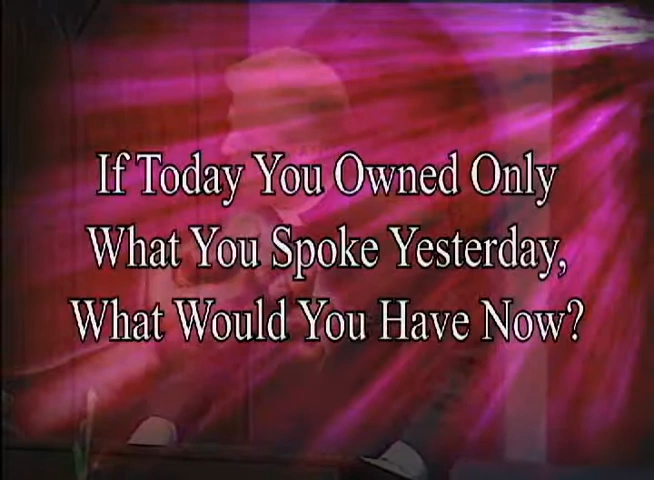 If Today You Owned Only
What You Spoke Yesterday,
What Would You Have Now?